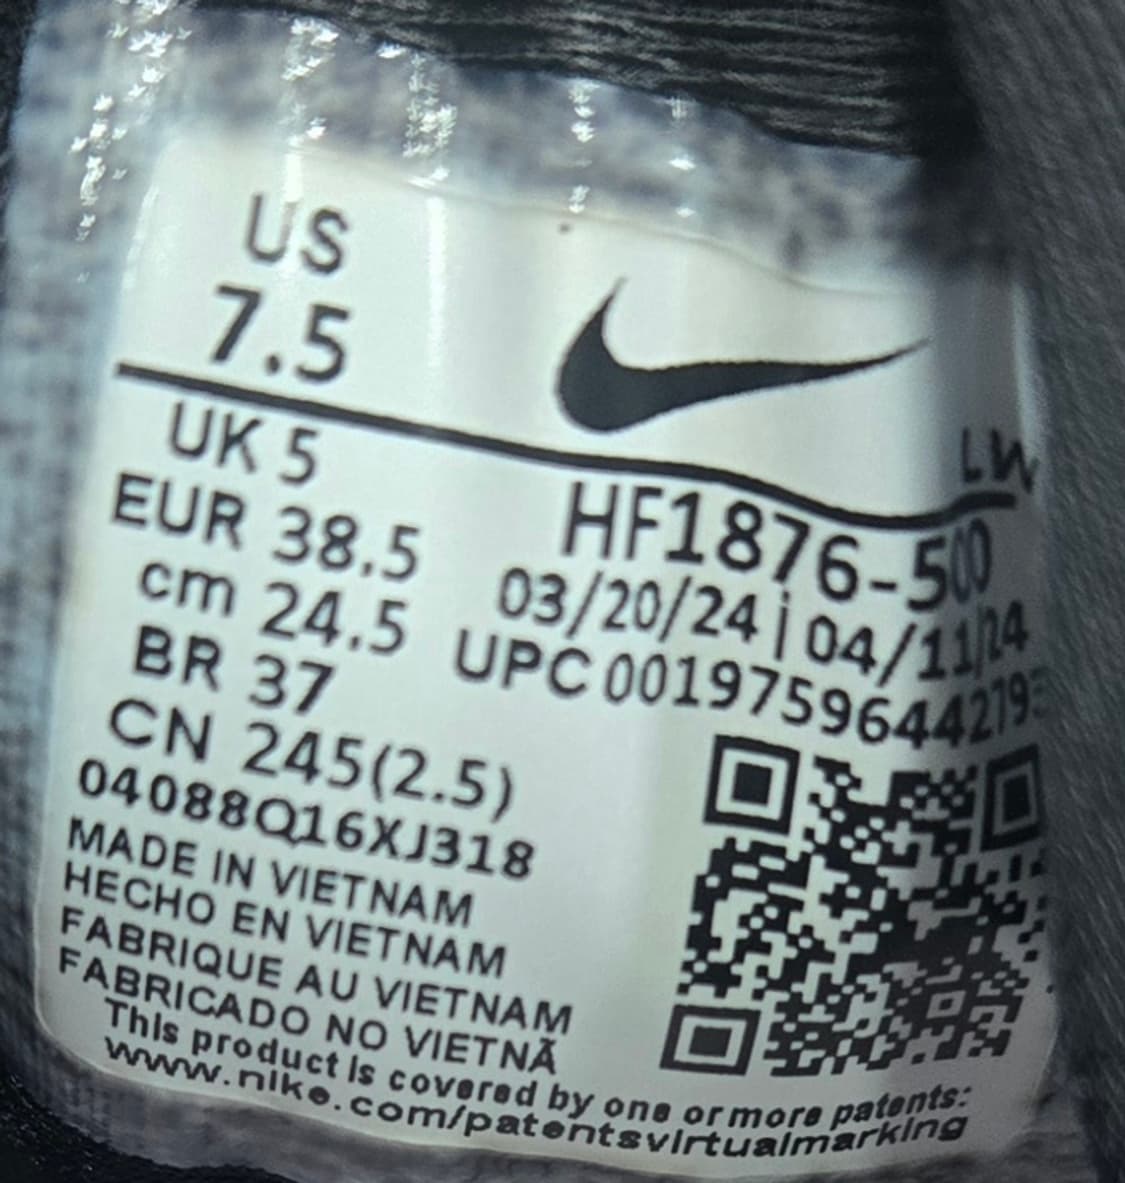 US
7.5
LW
UK 5
EUR 38.5
cm 24.5
BR 37
CN 245(2.5)
HF1876-500
03/20/24 | 04/11/24
UPC 00197596442793
04088Q16XJ318
MADE IN VIETNAM
HECHO EN VIETNAM
FABRIQUE AU VIETNAM
FABRICADO NO VIETNÃ
This product is covered by one or more patents:
www.nike.com/patentsvirtualmarking